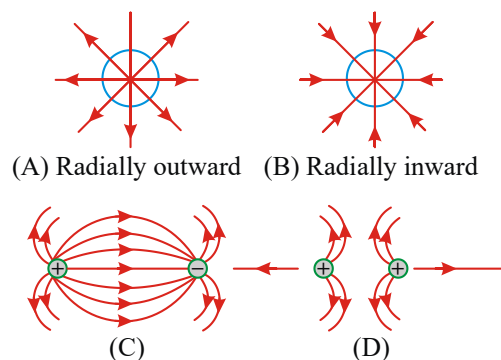 (A) Radially outward (B) Radially inward
+ − + +
(C) (D)